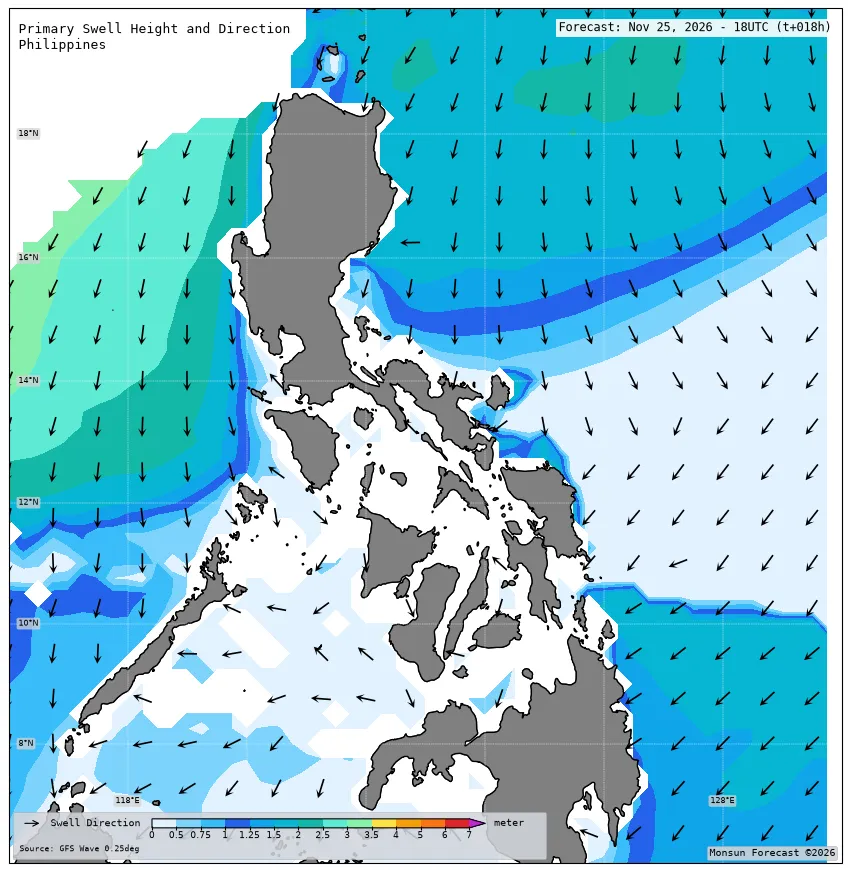 Primary Swell Height and Direction
Philippines
Forecast: Nov 25, 2026 - 18UTC (t+018h)
18°N
16°N
14°N
12°N
10°N
8°N
118°E
128°E
Swell Direction
0 0.5 0.75 1 1.25 1.5 2 2.5 3 3.5 4 5 6 7
meter
Source: GFS Wave 0.25deg
Monsun Forecast ©2026